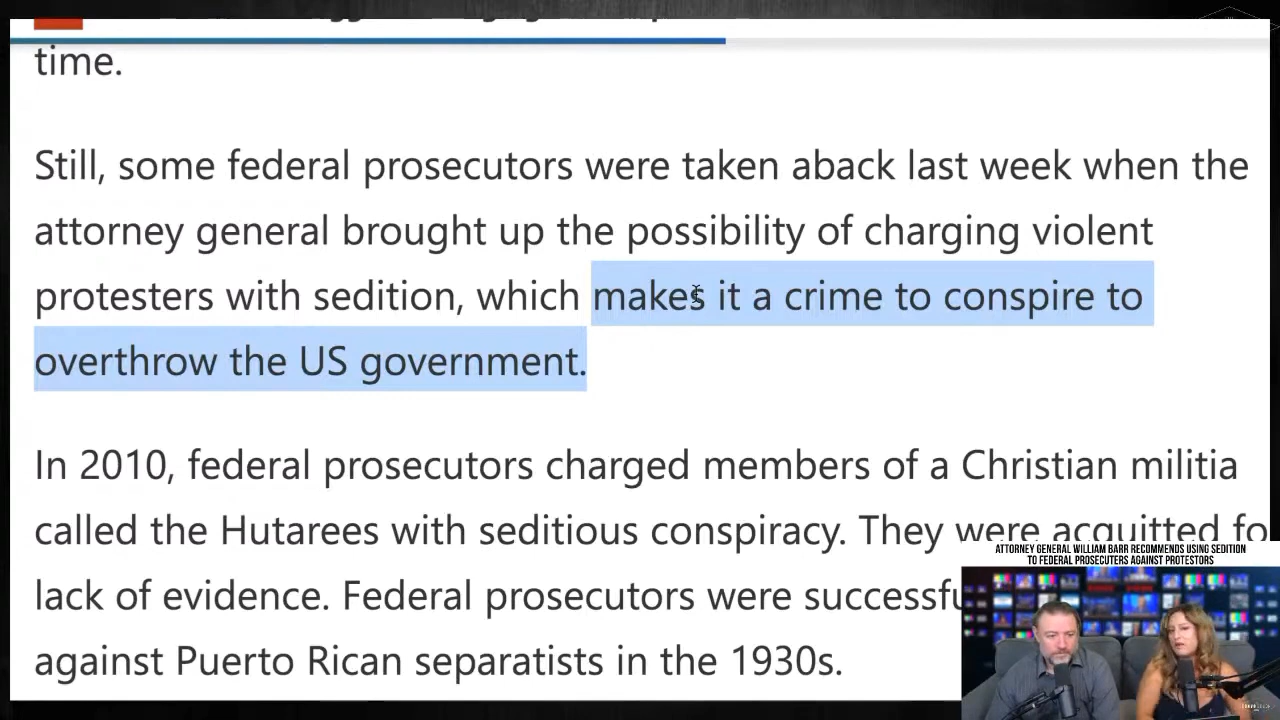 time.
Still, some federal prosecutors were taken aback last week when the
attorney general brought up the possibility of charging violent
protesters with sedition, which makes it a crime to conspire to
overthrow the US government.
In 2010, federal prosecutors charged members of a Christian militia
called the Hutarees with seditious conspiracy. They were acquitted fo
lack of evidence. Federal prosecutors were successfu
against Puerto Rican separatists in the 1930s.
ATTORNEY GENERAL WILLIAM BARR RECOMMENDS USING SEDITION
TO FEDERAL PROSECUTERS AGAINST PROTESTORS